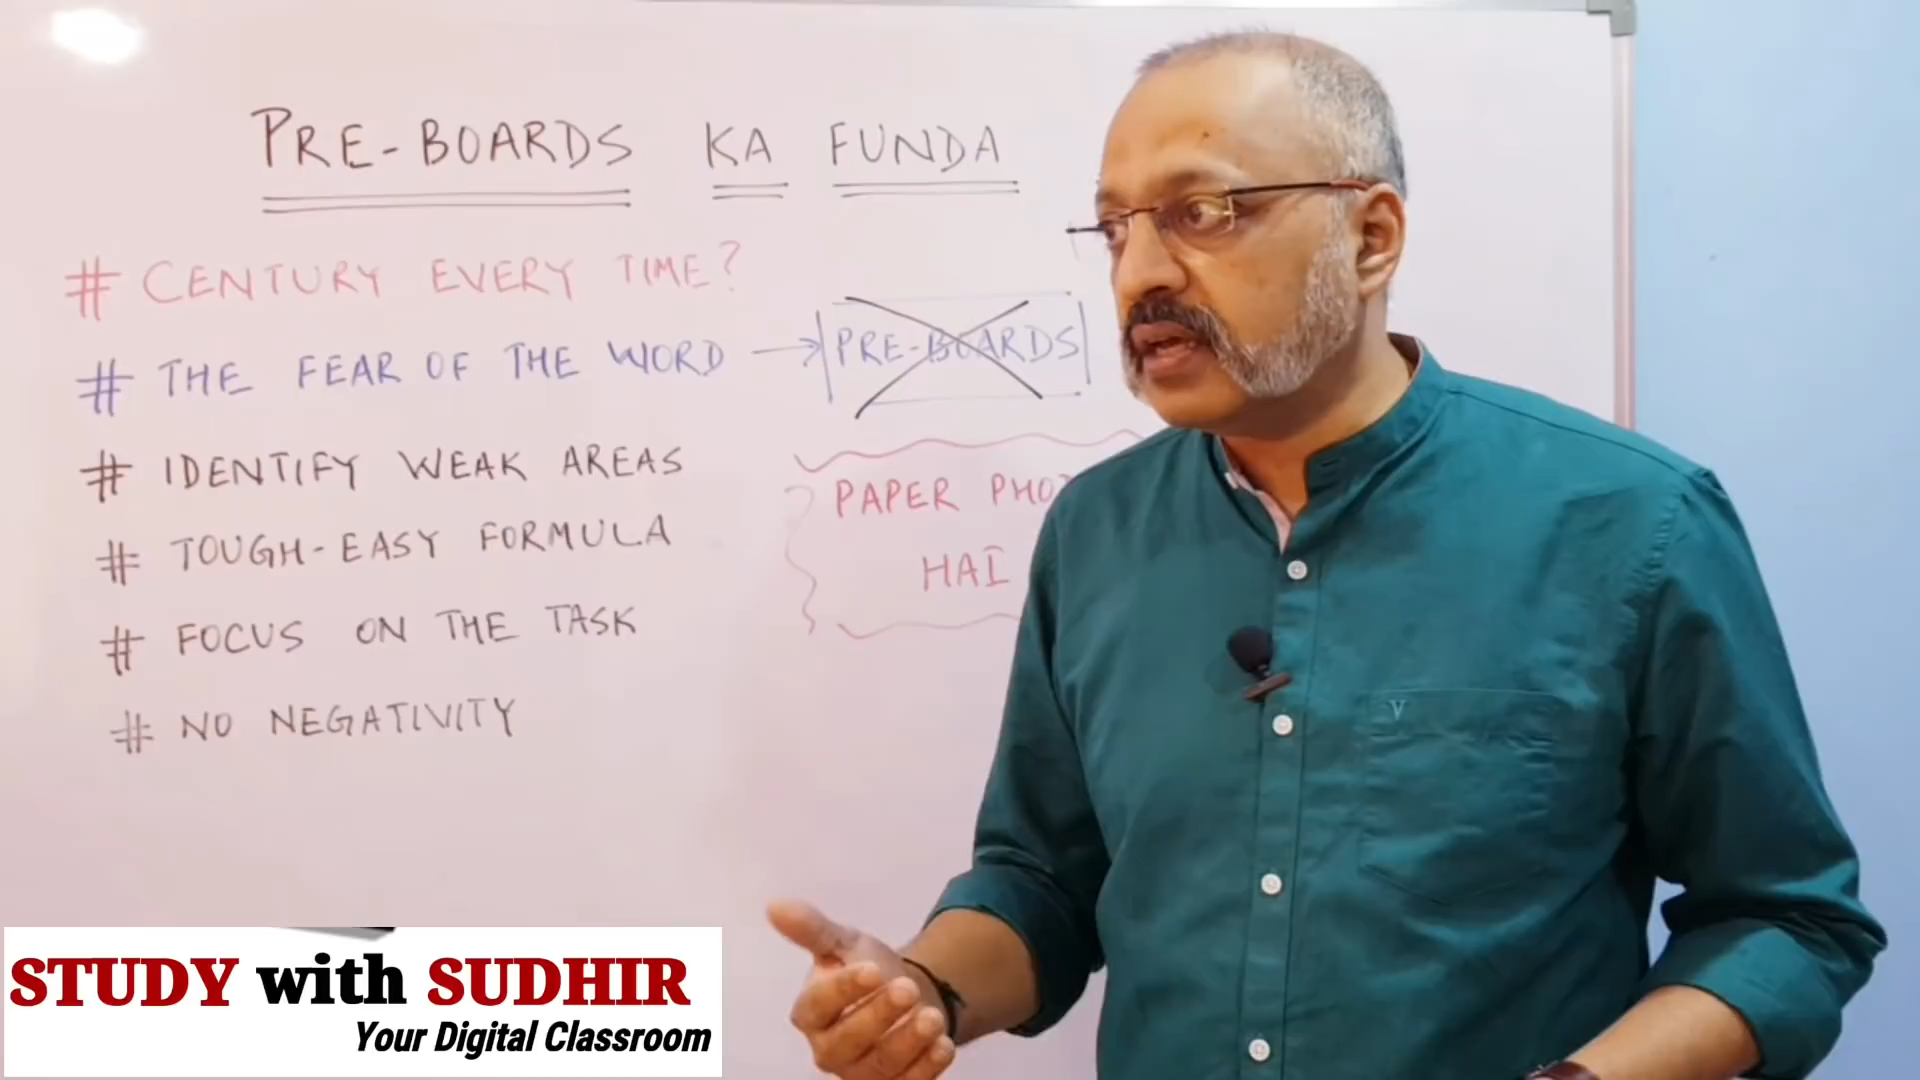 PRE-BOARDS KA FUNDA
# CENTURY EVERY TIME?
# THE FEAR OF THE WORD → PRE-BOARDS
# IDENTIFY WEAK AREAS
# TOUGH-EASY FORMULA
# FOCUS ON THE TASK
# NO NEGATIVITY
PAPER
HAI
V
STUDY with SUDHIR
Your Digital Classroom